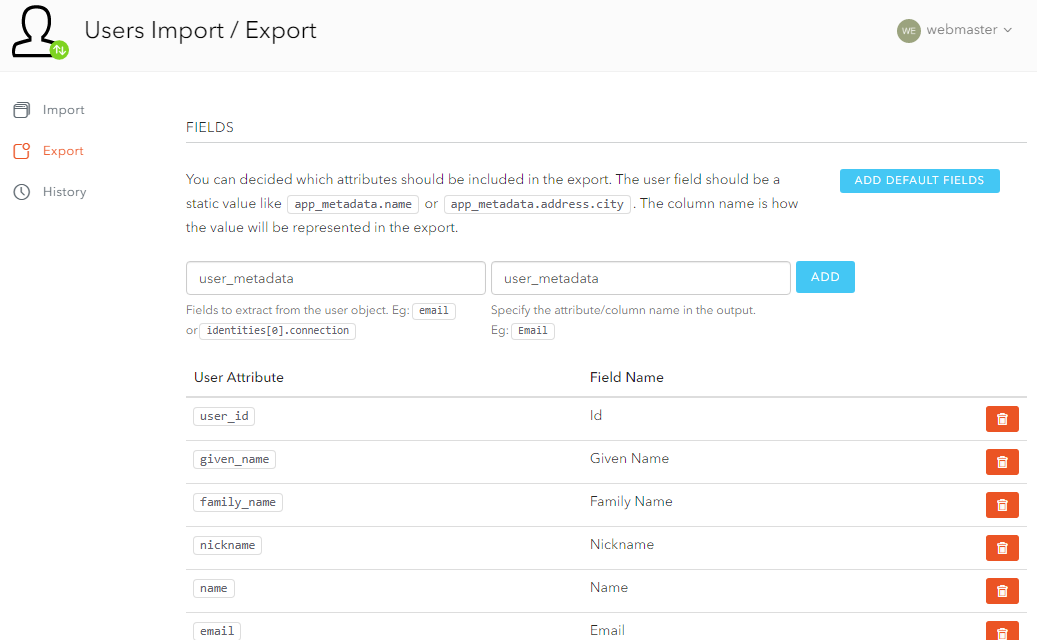 Users Import / Export
WE webmaster
Import
Export
History
FIELDS
You can decided which attributes should be included in the export. The user field should be a
static value like app_metadata.name or app_metadata.address.city . The column name is how
the value will be represented in the export.
ADD DEFAULT FIELDS
user_metadata user_metadata ADD
Fields to extract from the user object. Eg: email
or identities[0].connection
Specify the attribute/column name in the output.
Eg: Email
User Attribute Field Name
user_id Id
given_name Given Name
family_name Family Name
nickname Nickname
name Name
email Email